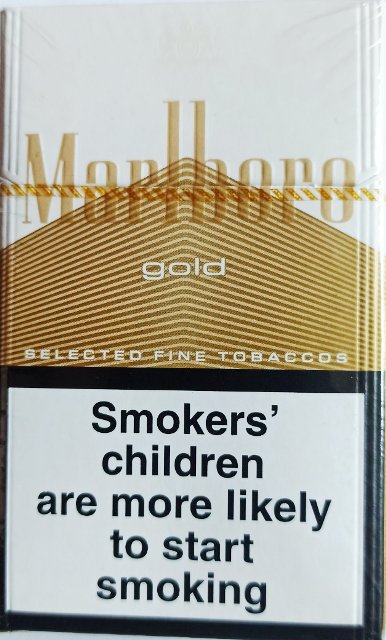 Marlboro
gold
SELECTED FINE TOBACCOS
Smokers'
children
are more likely
to start
smoking